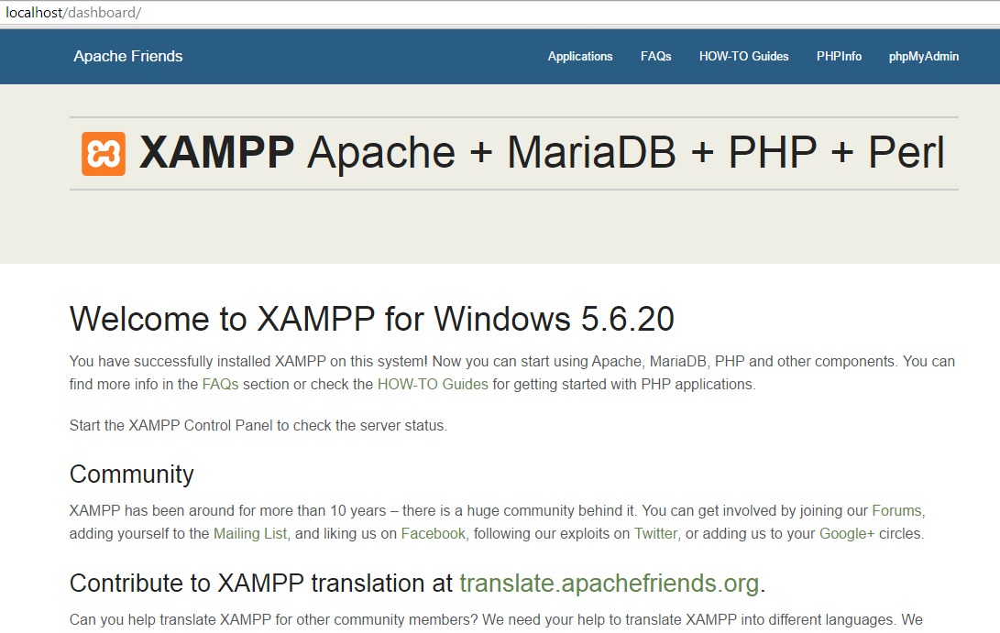 localhost/dashboard/
Apache Friends Applications FAQs HOW-TO Guides PHPInfo phpMyAdmin
XAMPP Apache + MariaDB + PHP + Perl
Welcome to XAMPP for Windows 5.6.20
You have successfully installed XAMPP on this system! Now you can start using Apache, MariaDB, PHP and other components. You can
find more info in the FAQs section or check the HOW-TO Guides for getting started with PHP applications.
Start the XAMPP Control Panel to check the server status.
Community
XAMPP has been around for more than 10 years – there is a huge community behind it. You can get involved by joining our Forums,
adding yourself to the Mailing List, and liking us on Facebook, following our exploits on Twitter, or adding us to your Google+ circles.
Contribute to XAMPP translation at translate.apachefriends.org.
Can you help translate XAMPP for other community members? We need your help to translate XAMPP into different languages. We